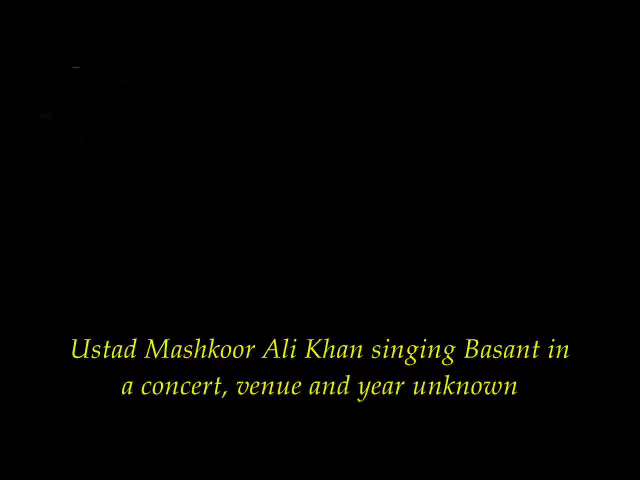 Ustad Mashkoor Ali Khan singing Basant in
a concert, venue and year unknown